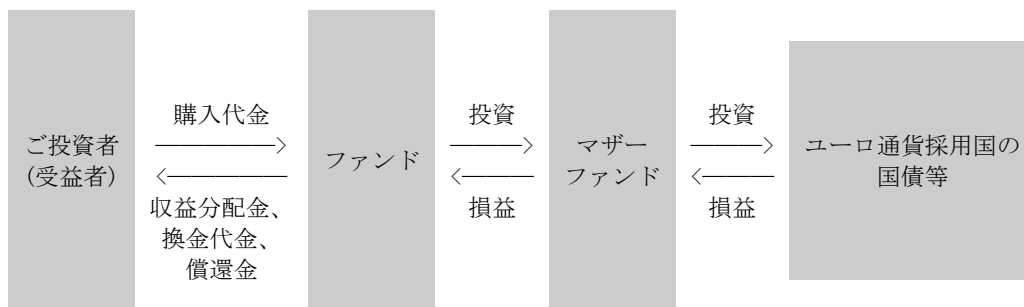 ご投資者
(受益者)
購入代金
収益分配金、
換金代金、
償還金
ファンド
投資
損益
マザー
ファンド
投資
損益
ユーロ通貨採用国の
国債等